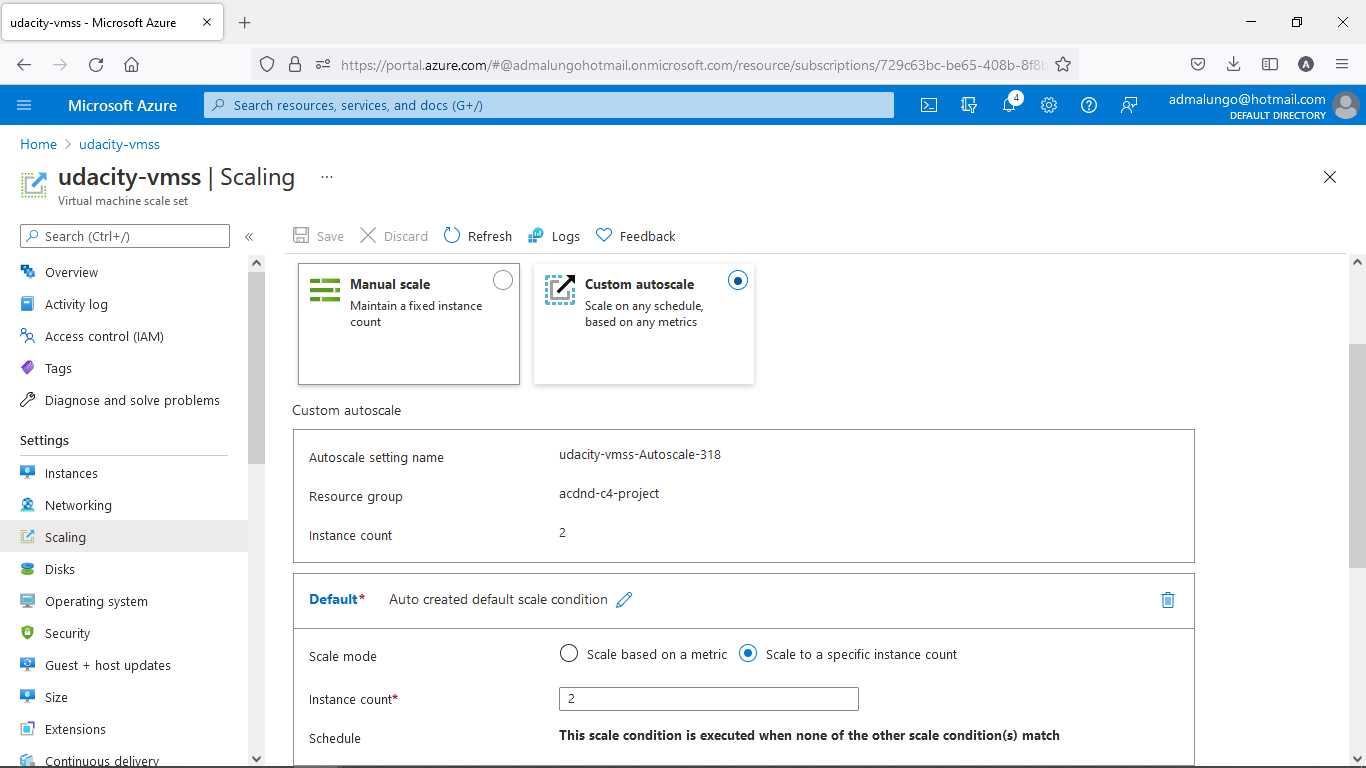 udacity-vmss - Microsoft Azure
https://portal.azure.com/#@admalungohotmail.onmicrosoft.com/resource/subscriptions/729c63bc-be65-408b-8f8b
A
Microsoft Azure
Search resources, services, and docs (G+/)
4
admalungo@hotmail.com
DEFAULT DIRECTORY
Home > udacity-vmss
udacity-vmss | Scaling ...
Virtual machine scale set
Search (Ctrl+/)
«
Overview
Activity log
Access control (IAM)
Tags
Diagnose and solve problems
Settings
Instances
Networking
Scaling
Disks
Operating system
Security
Guest + host updates
Size
Extensions
Continuous delivery
Save Discard Refresh Logs Feedback
Manual scale
Maintain a fixed instance
count
Custom autoscale
Scale on any schedule,
based on any metrics
Custom autoscale
Autoscale setting name udacity-vmss-Autoscale-318
Resource group acdnd-c4-project
Instance count 2
Default* Auto created default scale condition
Scale mode Scale based on a metric Scale to a specific instance count
Instance count* 2
Schedule This scale condition is executed when none of the other scale condition(s) match